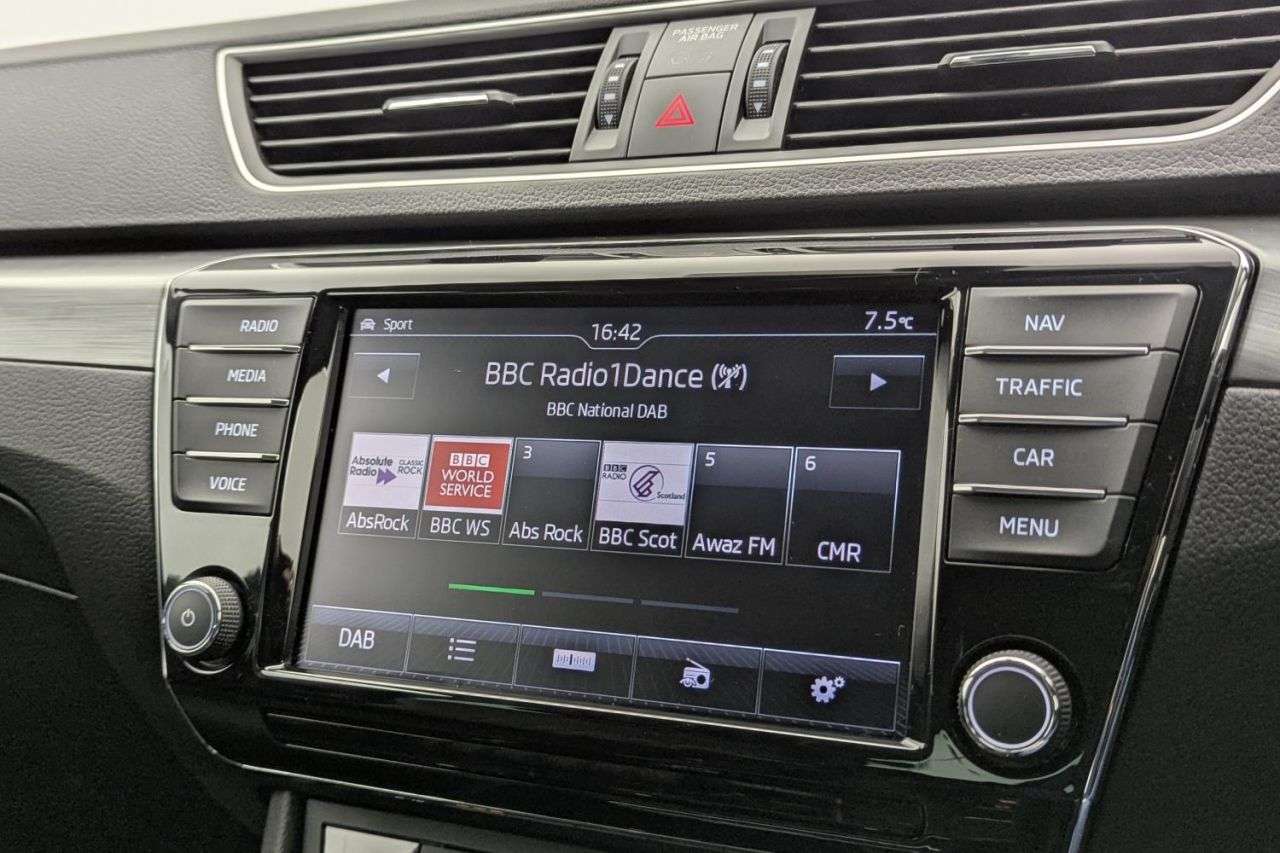 PASSENGER
AIR BAG
RADIO
MEDIA
PHONE
VOICE
Sport
16:42
7.5°C
BBC Radio1Dance
BBC National DAB
Absolute
Radio
CLASSIC
ROCK
AbsRock
BBC
WORLD
SERVICE
BBC WS
3
Abs Rock
BBC
RADIO
Scotland
BBC Scot
5
Awaz FM
6
CMR
DAB
NAV
TRAFFIC
CAR
MENU